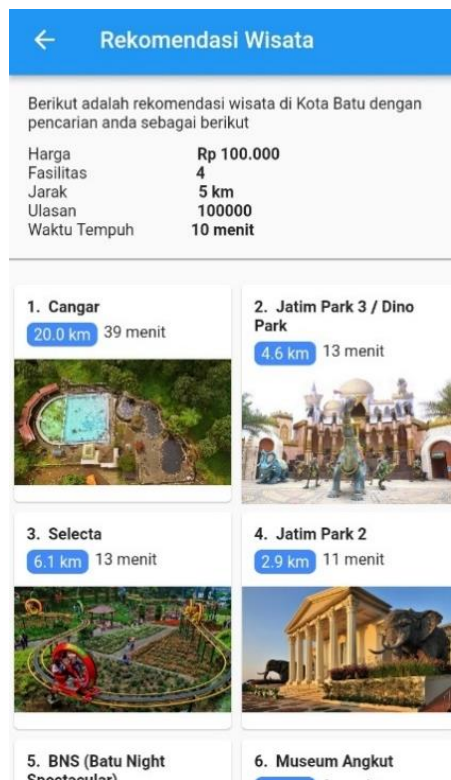 Rekomendasi Wisata
Berikut adalah rekomendasi wisata di Kota Batu dengan
pencarian anda sebagai berikut
Harga Rp 100.000
Fasilitas 4
Jarak 5 km
Ulasan 100000
Waktu Tempuh 10 menit
1. Cangar
20.0 km 39 menit
2. Jatim Park 3 / Dino
Park
4.6 km 13 menit
3. Selecta
6.1 km 13 menit
4. Jatim Park 2
2.9 km 11 menit
5. BNS (Batu Night
Spectacular)
6. Museum Angkut